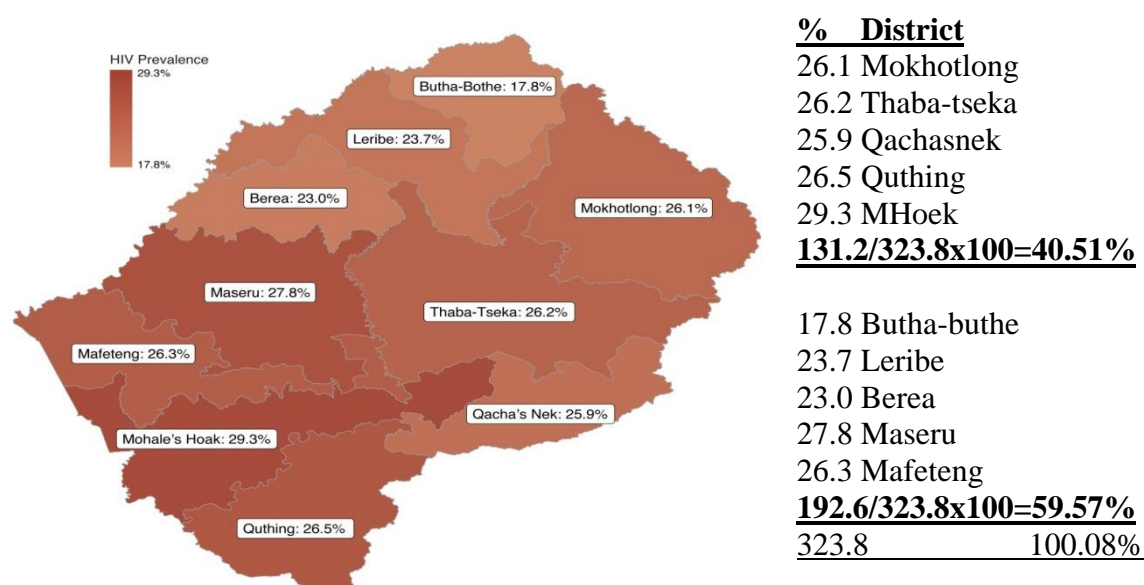 HIV Prevalence
29.3%
17.8%
Butha-Bothe: 17.8%
Leribe: 23.7%
Berea: 23.0%
Mokhotlong: 26.1%
Maseru: 27.8%
Thaba-Tseka: 26.2%
Mafeteng: 26.3%
Qacha's Nek: 25.9%
Mohale's Hoak: 29.3%
Quthing: 26.5%
% District
26.1 Mokhotlong
26.2 Thaba-tseka
25.9 Qachasnek
26.5 Quthing
29.3 MHoek
131.2/323.8x100=40.51%
17.8 Butha-buthe
23.7 Leribe
23.0 Berea
27.8 Maseru
26.3 Mafeteng
192.6/323.8x100=59.57%
323.8 100.08%